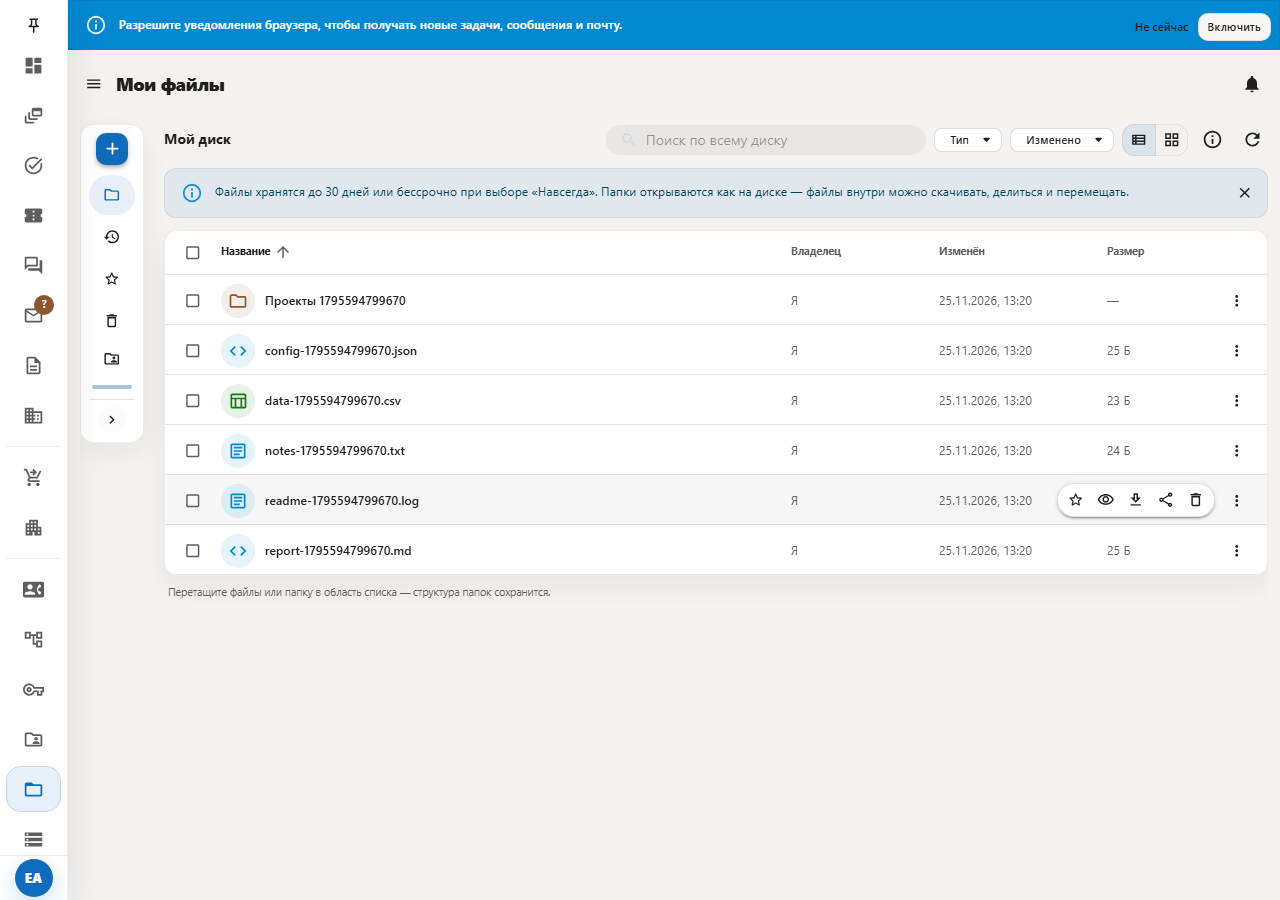 Разрешите уведомления браузера, чтобы получать новые задачи, сообщения и почту.
Не сейчас
Включить
Мои файлы
Мой диск
Поиск по всему диску
Тип
Изменено
Файлы хранятся до 30 дней или бессрочно при выборе «Навсегда». Папки открываются как на диске — файлы внутри можно скачивать, делиться и перемещать.
Название Владелец Изменён Размер
Проекты 1795594799670 Я 25.11.2026, 13:20 —
config-1795594799670.json Я 25.11.2026, 13:20 25 Б
data-1795594799670.csv Я 25.11.2026, 13:20 23 Б
notes-1795594799670.txt Я 25.11.2026, 13:20 24 Б
readme-1795594799670.log Я 25.11.2026, 13:20
report-1795594799670.md Я 25.11.2026, 13:20 25 Б
Перетащите файлы или папку в область списка — структура папок сохранится.
?
EA